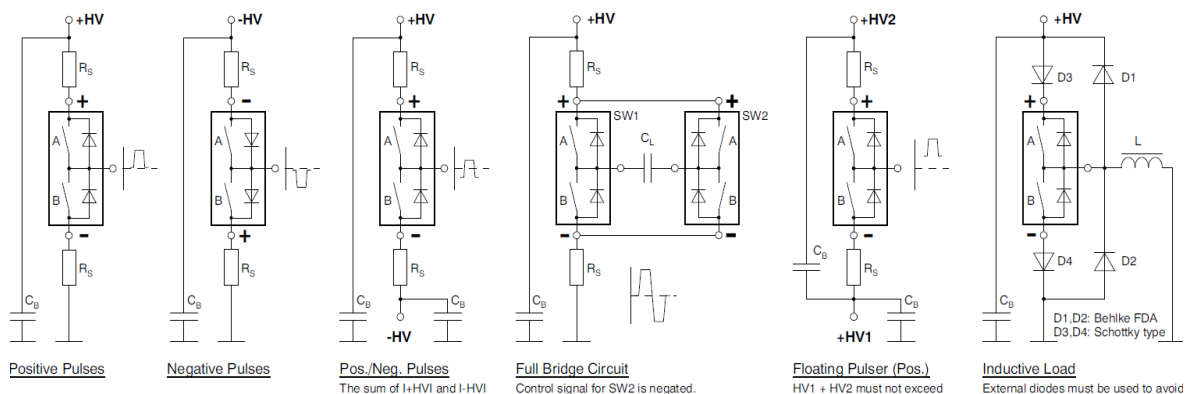 +HV
-HV
+HV
+HV
+HV2
+HV
RS
RS
RS
RS
RS
D3
D1
+
-
+
+
+
+
+
SW1
SW2
A
A
A
A
CL
A
A
L
B
B
B
B
B
B
B
-
+
-
-
-
-
-
RS
RS
RS
RS
RS
D4
D2
CB
CB
CB
CB
CB
CB
CB
CB
-HV
+HV1
D1,D2: Behlke FDA
D3,D4: Schottky type
Positive Pulses
Negative Pulses
Pos./Neg. Pulses
The sum of I+HVI and I-HVI
Full Bridge Circuit
Control signal for SW2 is negated.
Floating Pulser (Pos.)
HV1 + HV2 must not exceed
Inductive Load
External diodes must be used to avoid